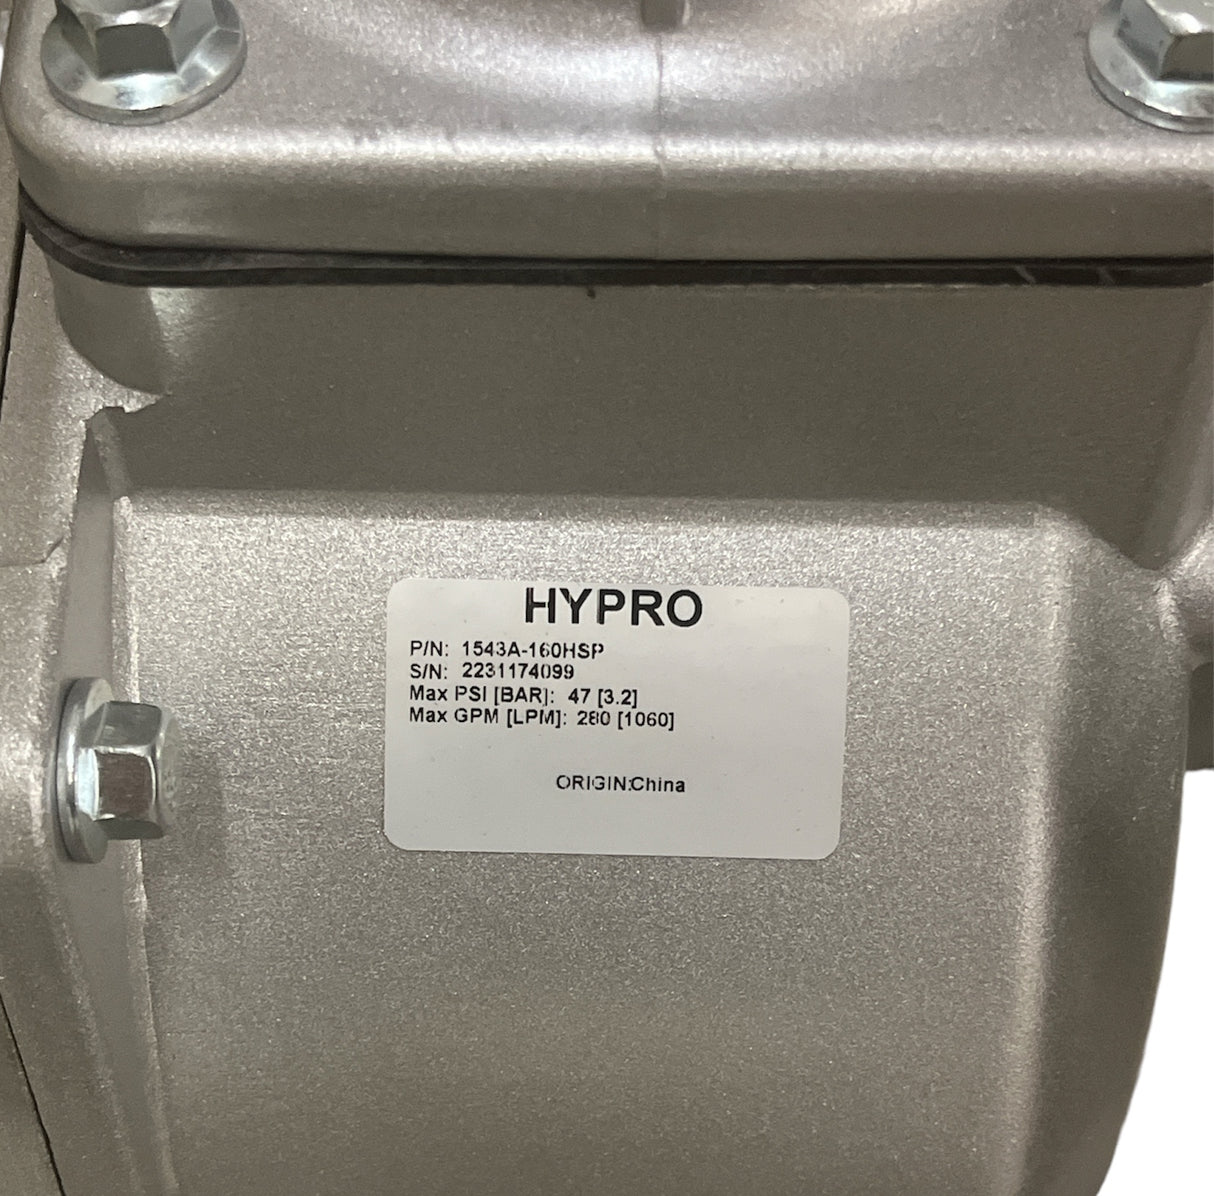 HYPRO
P/N: 1543A-160HSP
S/N: 2231174099
Max PSI [BAR]: 47 [3.2]
Max GPM [LPM]: 280 [1060]
ORIGIN:China